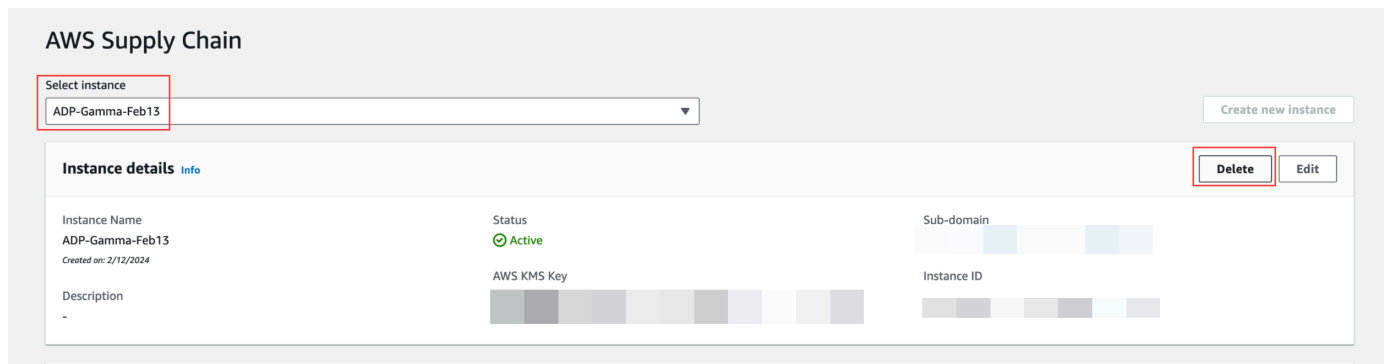 AWS Supply Chain
Select instance
ADP-Gamma-Feb13
Create new instance
Instance details Info
Delete
Edit
Instance Name
ADP-Gamma-Feb13
Created on: 2/12/2024
Description
-
Status
Active
AWS KMS Key
Sub-domain
Instance ID